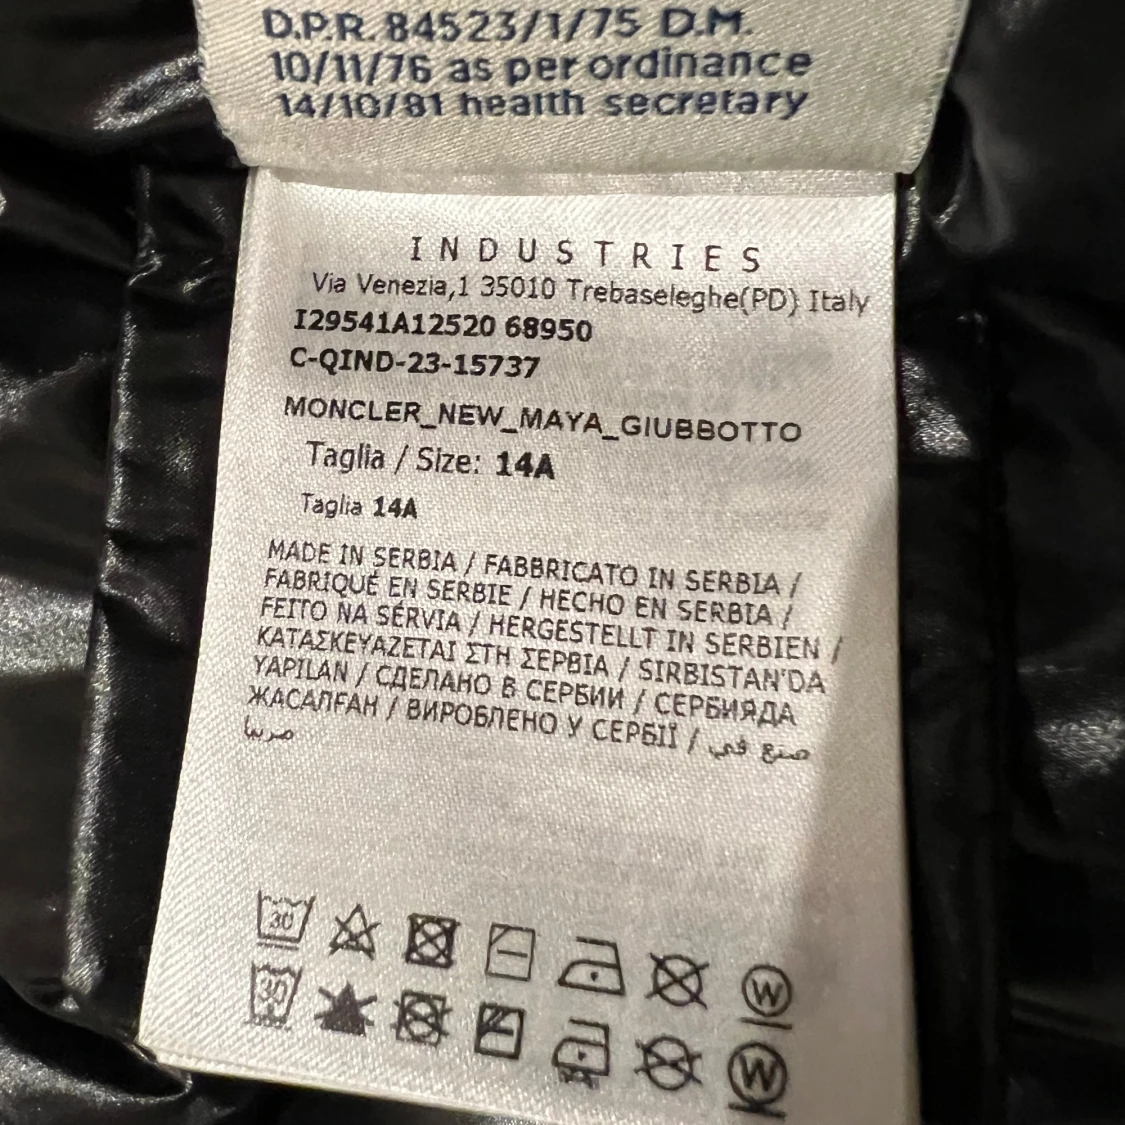 D.P.R. 84523/1/75 D.M.
10/11/76 as per ordinance
14/10/81 health secretary
INDUSTRIES
Via Venezia,1 35010 Trebaseleghe(PD) Italy
I29541A12520 68950
C-QIND-23-15737
MONCLER_NEW_MAYA_GIUBBOTTO
Taglia / Size: 14A
Taglia 14A
MADE IN SERBIA / FABBRICATO IN SERBIA /
FABRIQUÉ EN SERBIE / HECHO EN SERBIA /
FEITO NA SÉRVIA / HERGESTELLT IN SERBIEN /
ΚΑΤΑΣΚΕΥΑΖΕΤΑΙ ΣΤΗ ΣΕΡΒΙΑ / SIRBISTAN'DA
YAPILAN / СДЕЛАНО В СЕРБИИ / СЕРБИЯДА
ЖАСАЛҒАН / ВИРОБЛЕНО У СЕРБІЇ / صنع في
صربيا
30
W
30
W